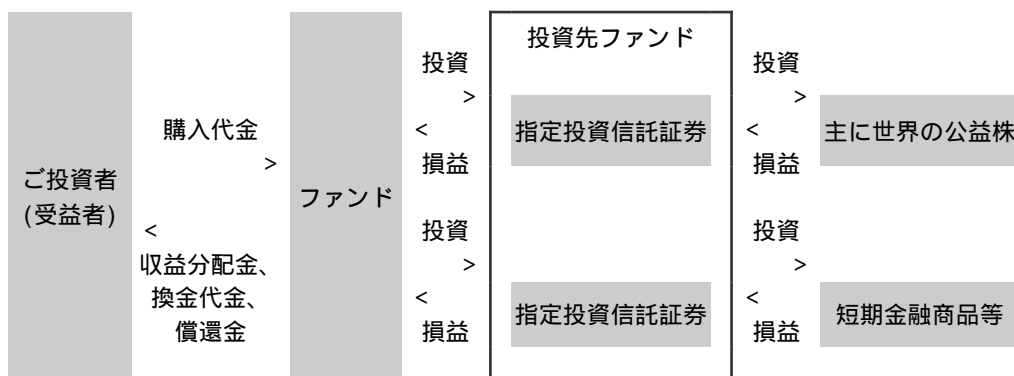 ご投資者
(受益者)
購入代金
>
<
収益分配金、
換金代金、
償還金
ファンド
投資
>
<
損益
投資
>
<
損益
投資先ファンド
指定投資信託証券
指定投資信託証券
投資
>
<
損益
投資
>
<
損益
主に世界の公益株
短期金融商品等